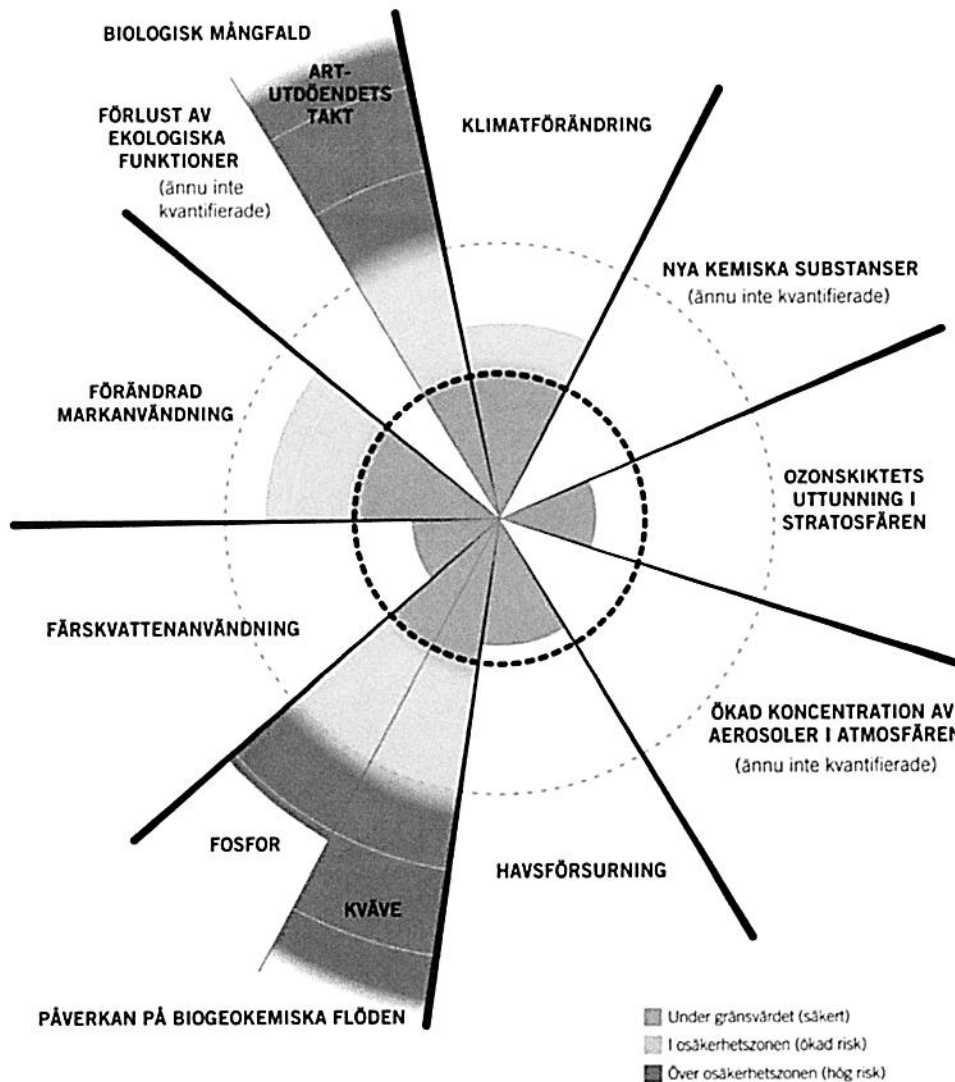 BIOLOGISK MÅNGFALD
ART-
UTDÖENDETS
TAKT
FÖRLUST AV
EKOLOGISKA
FUNKTIONER
(ännu inte
kvantifierade)
KLIMATFÖRÄNDRING
NYA KEMISKA SUBSTANSER
(ännu inte kvantifierade)
FÖRÄNDRAD
MARKANVÄNDNING
OZONSKIKTETS
UTTUNNING I
STRATOSFÄREN
FÄRSKVATTENANVÄNDNING
ÖKAD KONCENTRATION AV
AEROSOLER I ATMOSFÄREN
(ännu inte kvantifierade)
FOSFOR
HAVSFÖRSURNING
KVÄVE
PÅVERKAN PÅ BIOGEOKEMISKA FLÖDEN
Under gränsvärdet (säkert)
I osäkerhetszonen (ökad risk)
Över osäkerhetszonen (hög risk)